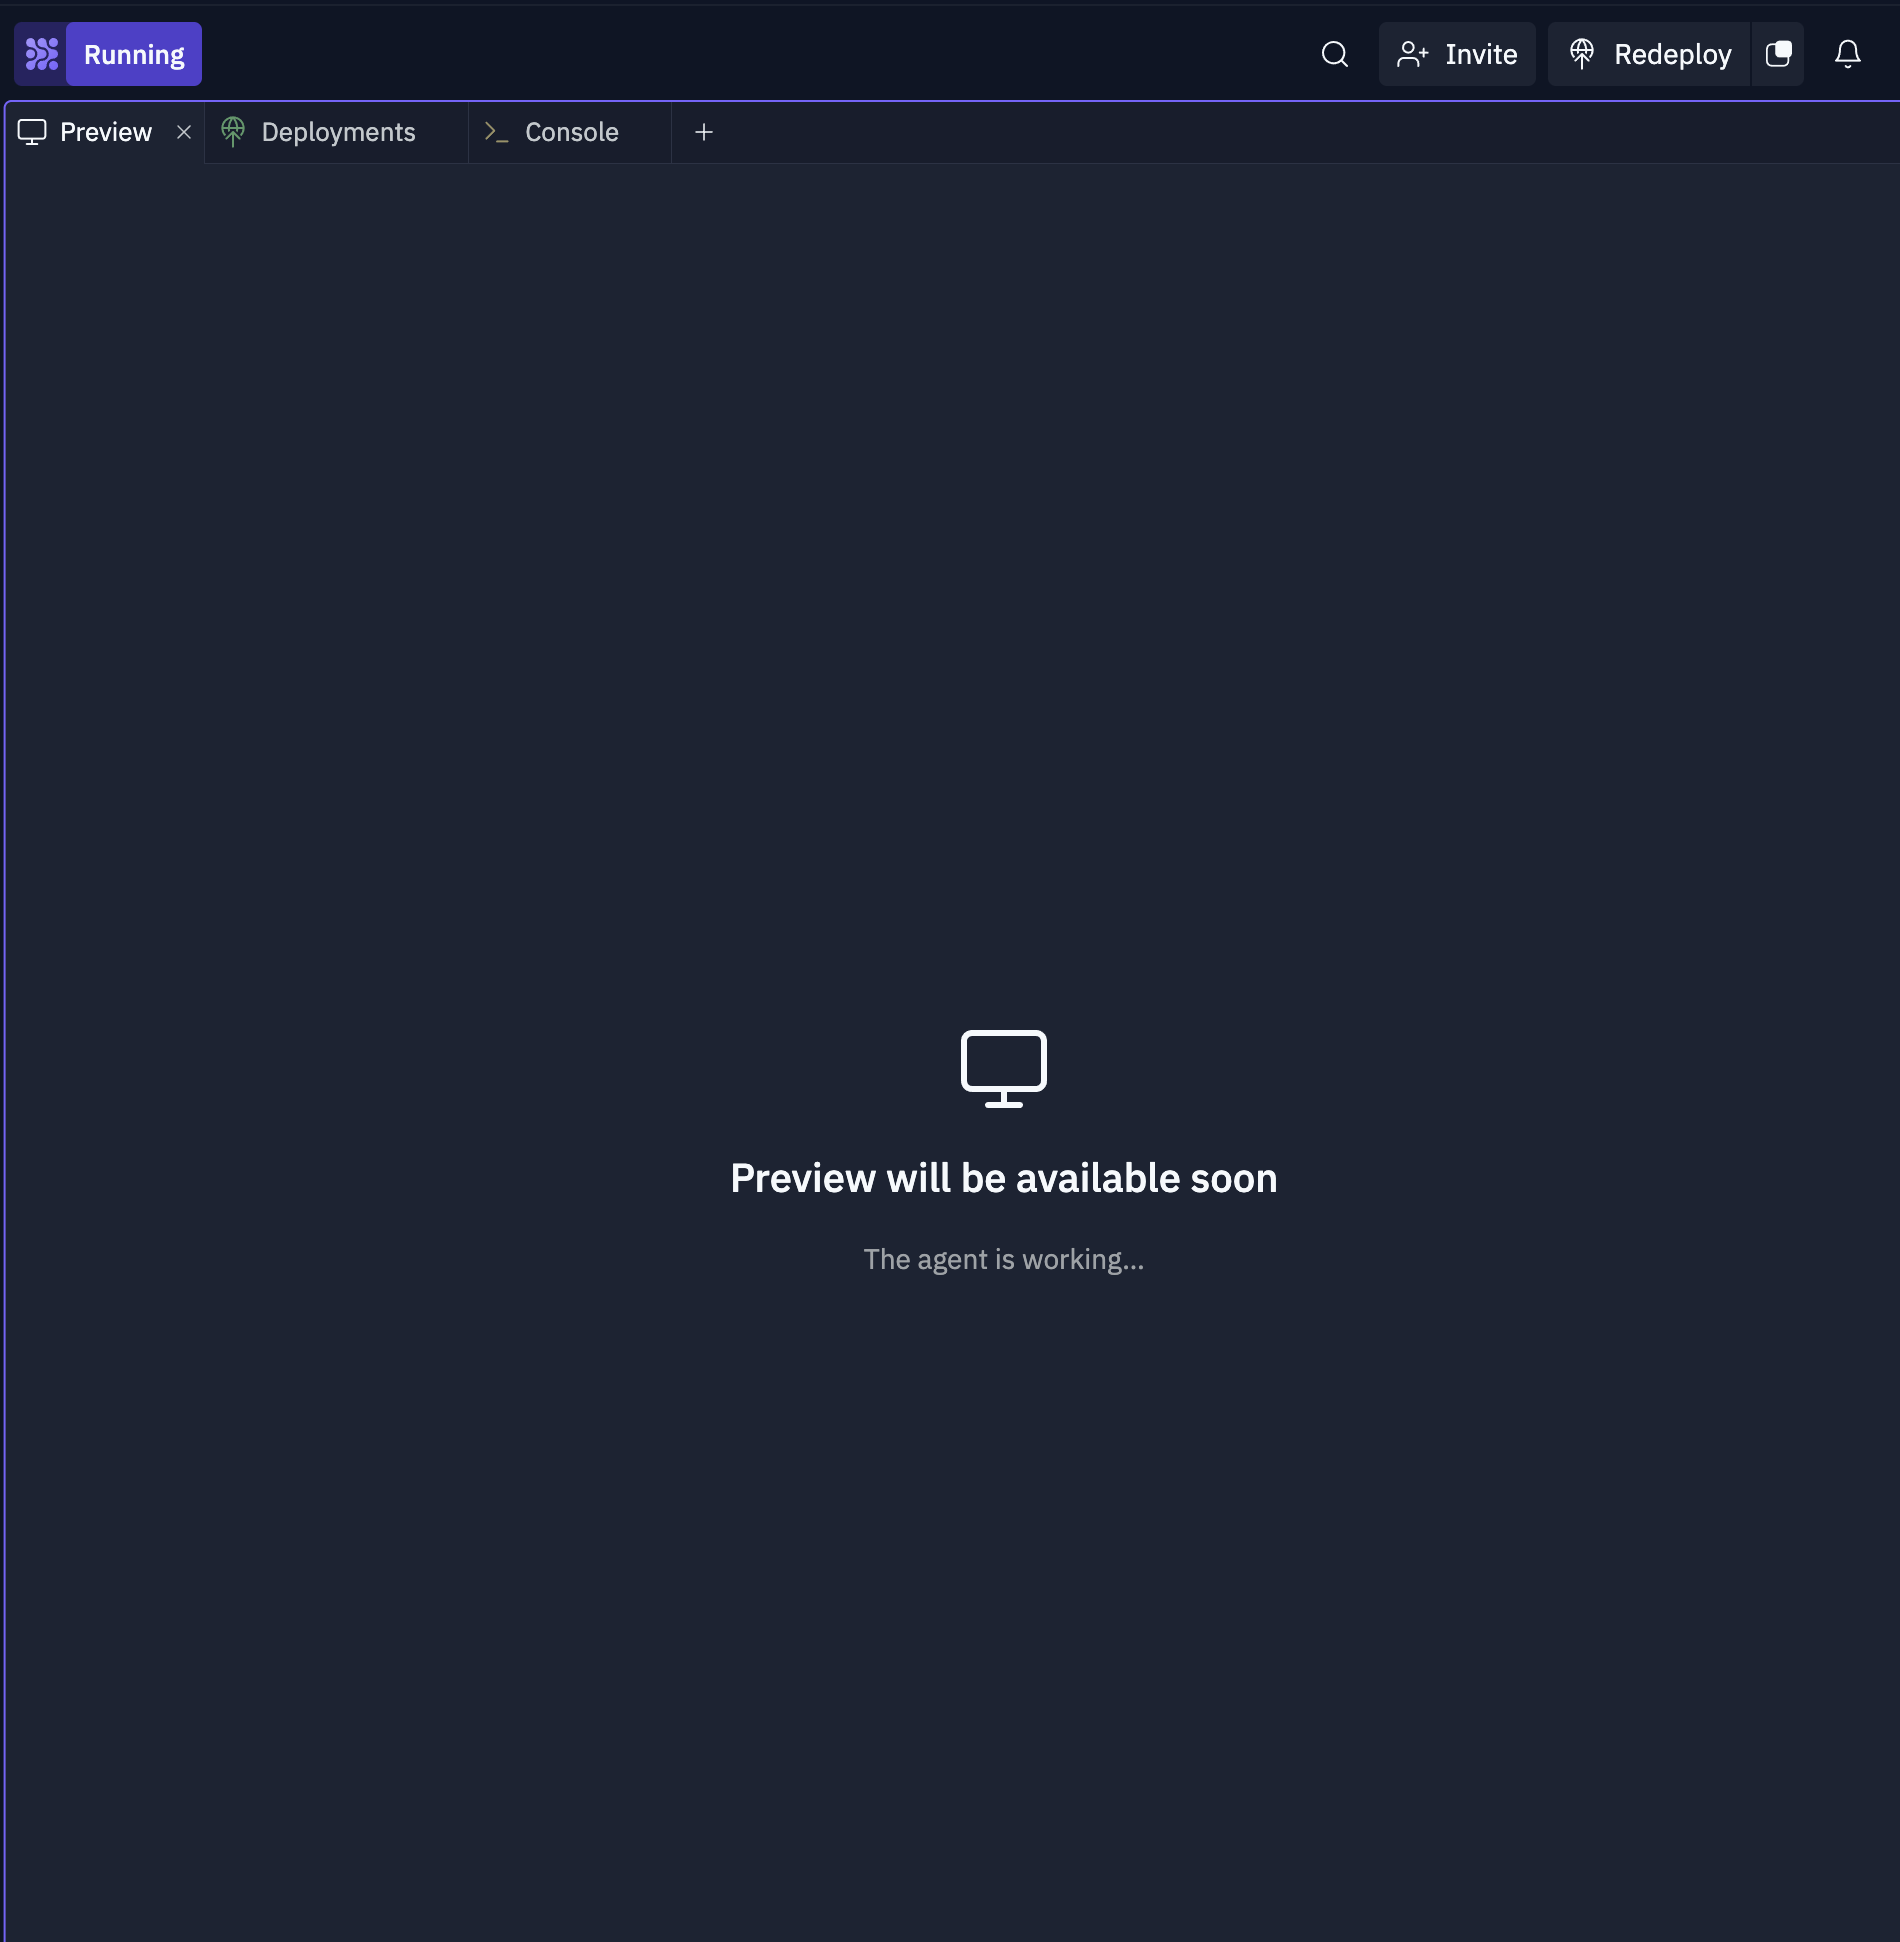 Running
Invite
Redeploy
Preview
Deployments
Console
Preview will be available soon
The agent is working...